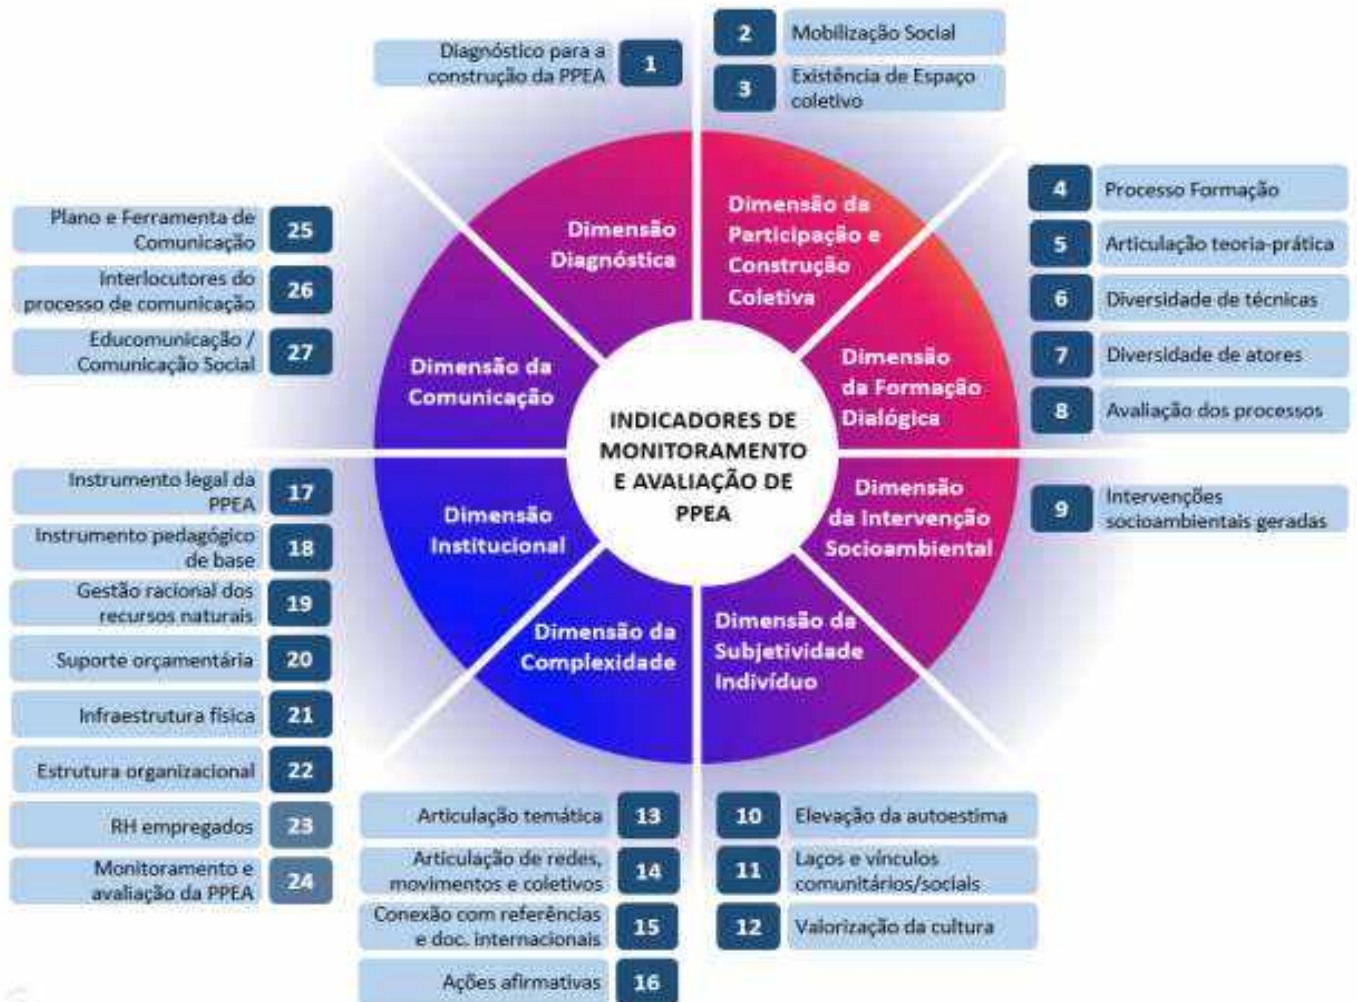 INDICADORES DE
MONITORAMENTO
E AVALIAÇÃO DE
PPEA
Dimensão
Diagnóstica
1
Diagnóstico para a
construção da PPEA
Dimensão da
Participação e
Construção
Coletiva
2
Mobilização Social
3
Existência de Espaço
coletivo
Dimensão
da Formação
Dialógica
4
Processo Formação
5
Articulação teoria-prática
6
Diversidade de técnicas
7
Diversidade de atores
8
Avaliação dos processos
Dimensão
da Intervenção
Socioambiental
9
Intervenções
socioambientais geradas
Dimensão da
Subjetividade
Indivíduo
10
Elevação da autoestima
11
Laços e vínculos
comunitários/sociais
12
Valorização da cultura
Dimensão da
Complexidade
Articulação temática
13
Articulação de redes,
movimentos e coletivos
14
Conexão com referências
e doc. internacionais
15
Ações afirmativas
16
Dimensão
Institucional
Instrumento legal da
PPEA
17
Instrumento pedagógico
de base
18
Gestão racional dos
recursos naturais
19
Suporte orçamentária
20
Infraestrutura física
21
Estrutura organizacional
22
RH empregados
23
Monitoramento e
avaliação da PPEA
24
Dimensão da
Comunicação
Plano e Ferramenta de
Comunicação
25
Interlocutores do
processo de comunicação
26
Educomunicação /
Comunicação Social
27